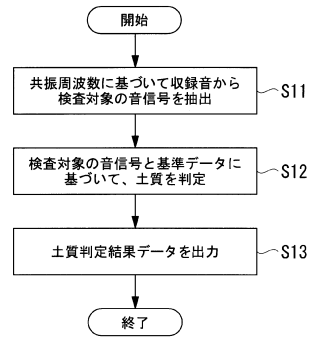 開始
共振周波数に基づいて収録音から
検査対象の音信号を抽出
S11
検査対象の音信号と基準データに
基づいて、土質を判定
S12
土質判定結果データを出力
S13
終了